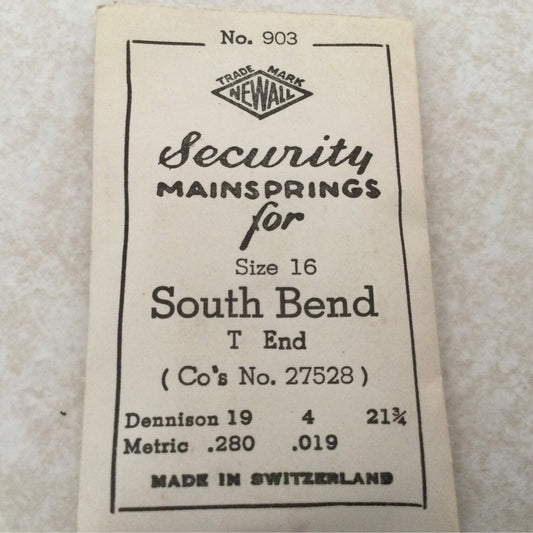 No. 903
TRADE MARK
NEWALL
Security
MAINSPRINGS
for
Size 16
South Bend
T End
( Co's No. 27528 )
Dennison 19 4 21¾
Metric .280 .019
MADE IN SWITZERLAND